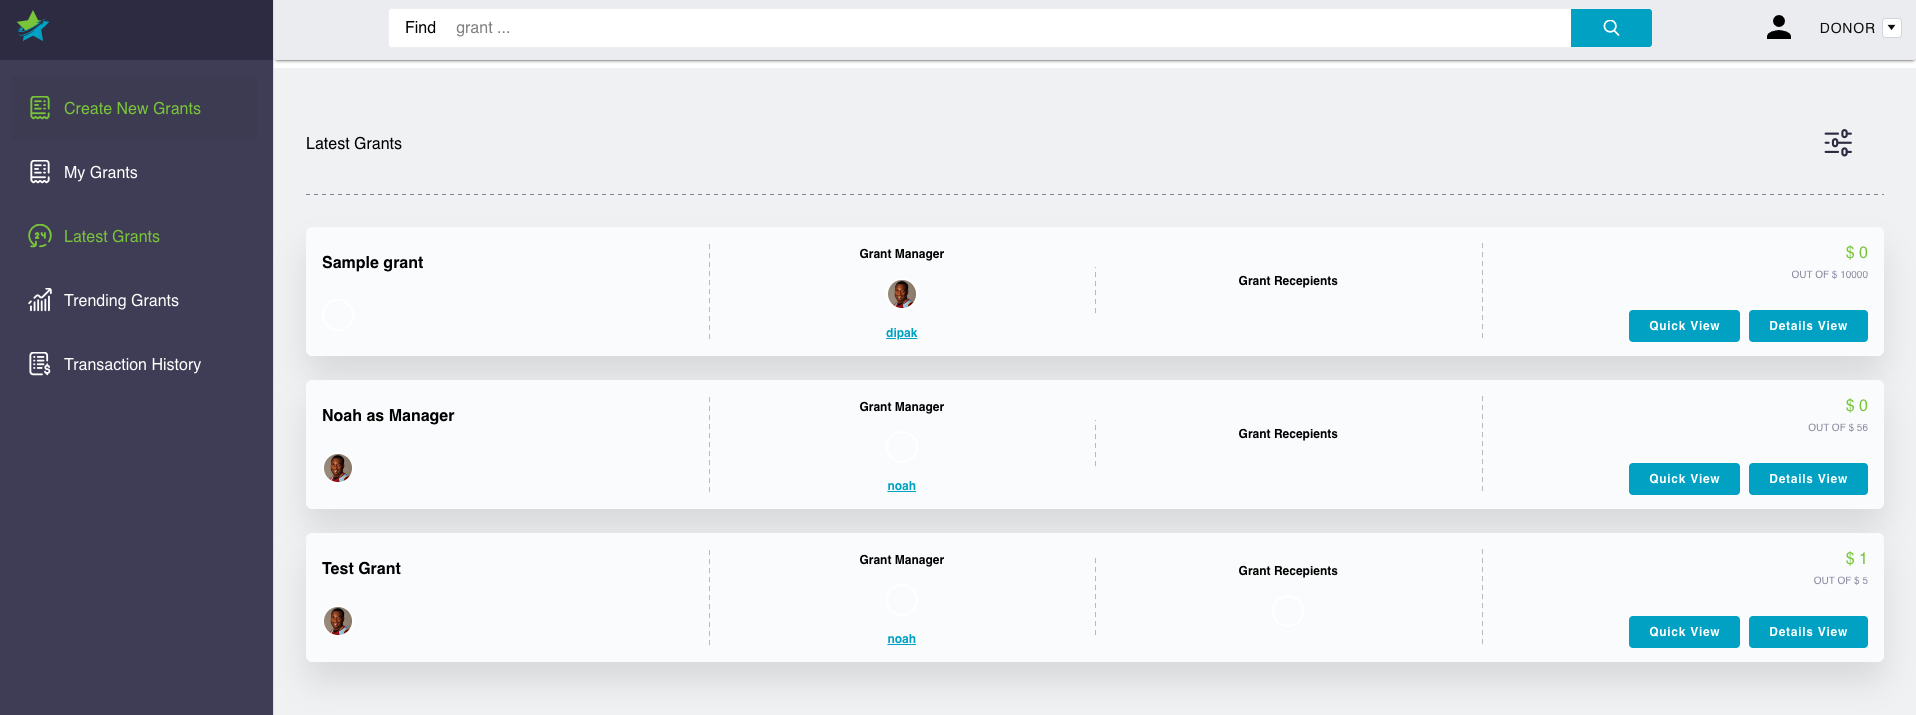 Find grant ...
DONOR
Create New Grants
My Grants
24 Latest Grants
Trending Grants
Transaction History
Latest Grants
Sample grant
Grant Manager
dipak
Grant Recepients
$ 0
OUT OF $ 10000
Quick View Details View
Noah as Manager
Grant Manager
noah
Grant Recepients
$ 0
OUT OF $ 56
Quick View Details View
Test Grant
Grant Manager
noah
Grant Recepients
$ 1
OUT OF $ 5
Quick View Details View